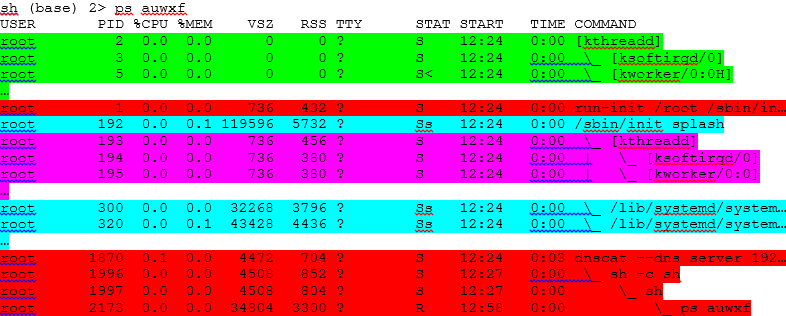 sh (base) 2> ps auwxf
USER PID %CPU %MEM VSZ RSS TTY STAT START TIME COMMAND
root 2 0.0 0.0 0 0 ? S 12:24 0:00 [kthreadd]
root 3 0.0 0.0 0 0 ? S 12:24 0:00 \_ [ksoftirqd/0]
root 5 0.0 0.0 0 0 ? S< 12:24 0:00 \_ [kworker/0:0H]
…
root 1 0.0 0.0 736 432 ? S 12:24 0:00 run-init /root /sbin/in…
root 192 0.0 0.1 119596 5732 ? Ss 12:24 0:00 /sbin/init splash
root 193 0.0 0.0 736 456 ? S 12:24 0:00 \_ [kthreadd]
root 194 0.0 0.0 736 380 ? S 12:24 0:00 | \_ [ksoftirqd/0]
root 195 0.0 0.0 736 380 ? S 12:24 0:00 | \_ [kworker/0:0]
…
root 300 0.0 0.0 32268 3796 ? Ss 12:24 0:00 \_ /lib/systemd/system…
root 320 0.0 0.1 43428 4436 ? Ss 12:24 0:00 \_ /lib/systemd/system…
…
root 1870 0.1 0.0 4472 704 ? S 12:24 0:03 dnscat --dns server 192…
root 1996 0.0 0.0 4508 852 ? S 12:27 0:00 \_ sh -c sh
root 1997 0.0 0.0 4508 804 ? S 12:27 0:00 \_ sh
root 2173 0.0 0.0 34804 3300 ? R 12:58 0:00 \_ ps auwxf